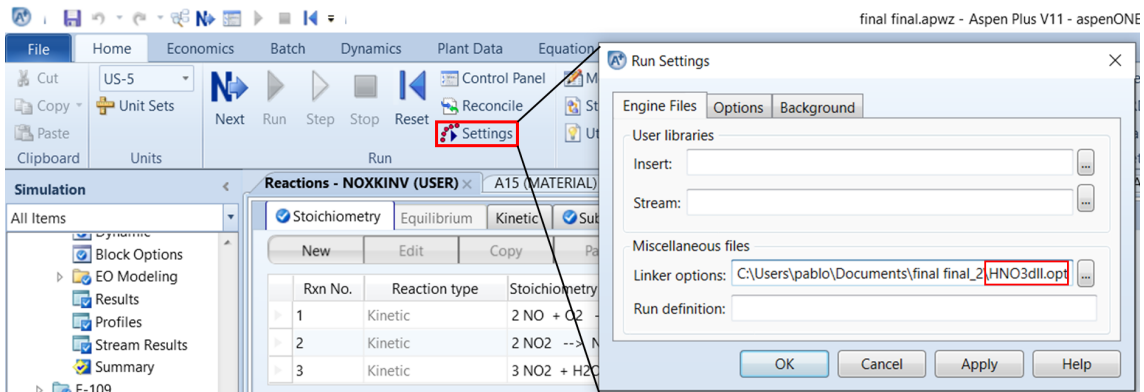 final final.apwz - Aspen Plus V11 - aspenONE
File Home Economics Batch Dynamics Plant Data Equation
Cut
Copy
Paste
Clipboard
US-5
Unit Sets
Units
Next Run Step Stop Reset
Control Panel
Reconcile
Settings
Run
Simulation
All Items
Dynamic
Block Options
EO Modeling
Results
Profiles
Stream Results
Summary
E-109
Reactions - NOXKINV (USER) A15 (MATERIAL)
Stoichiometry Equilibrium Kinetic Sub
New Edit Copy Pa
Rxn No. Reaction type Stoichiometry
1 Kinetic 2 NO + O2 -
2 Kinetic 2 NO2 --> N
3 Kinetic 3 NO2 + H2O
Run Settings
Engine Files Options Background
User libraries
Insert: ...
Stream: ...
Miscellaneous files
Linker options: C:\Users\pablo\Documents\final final_2\HNO3dll.opt ...
Run definition:
OK Cancel Apply Help